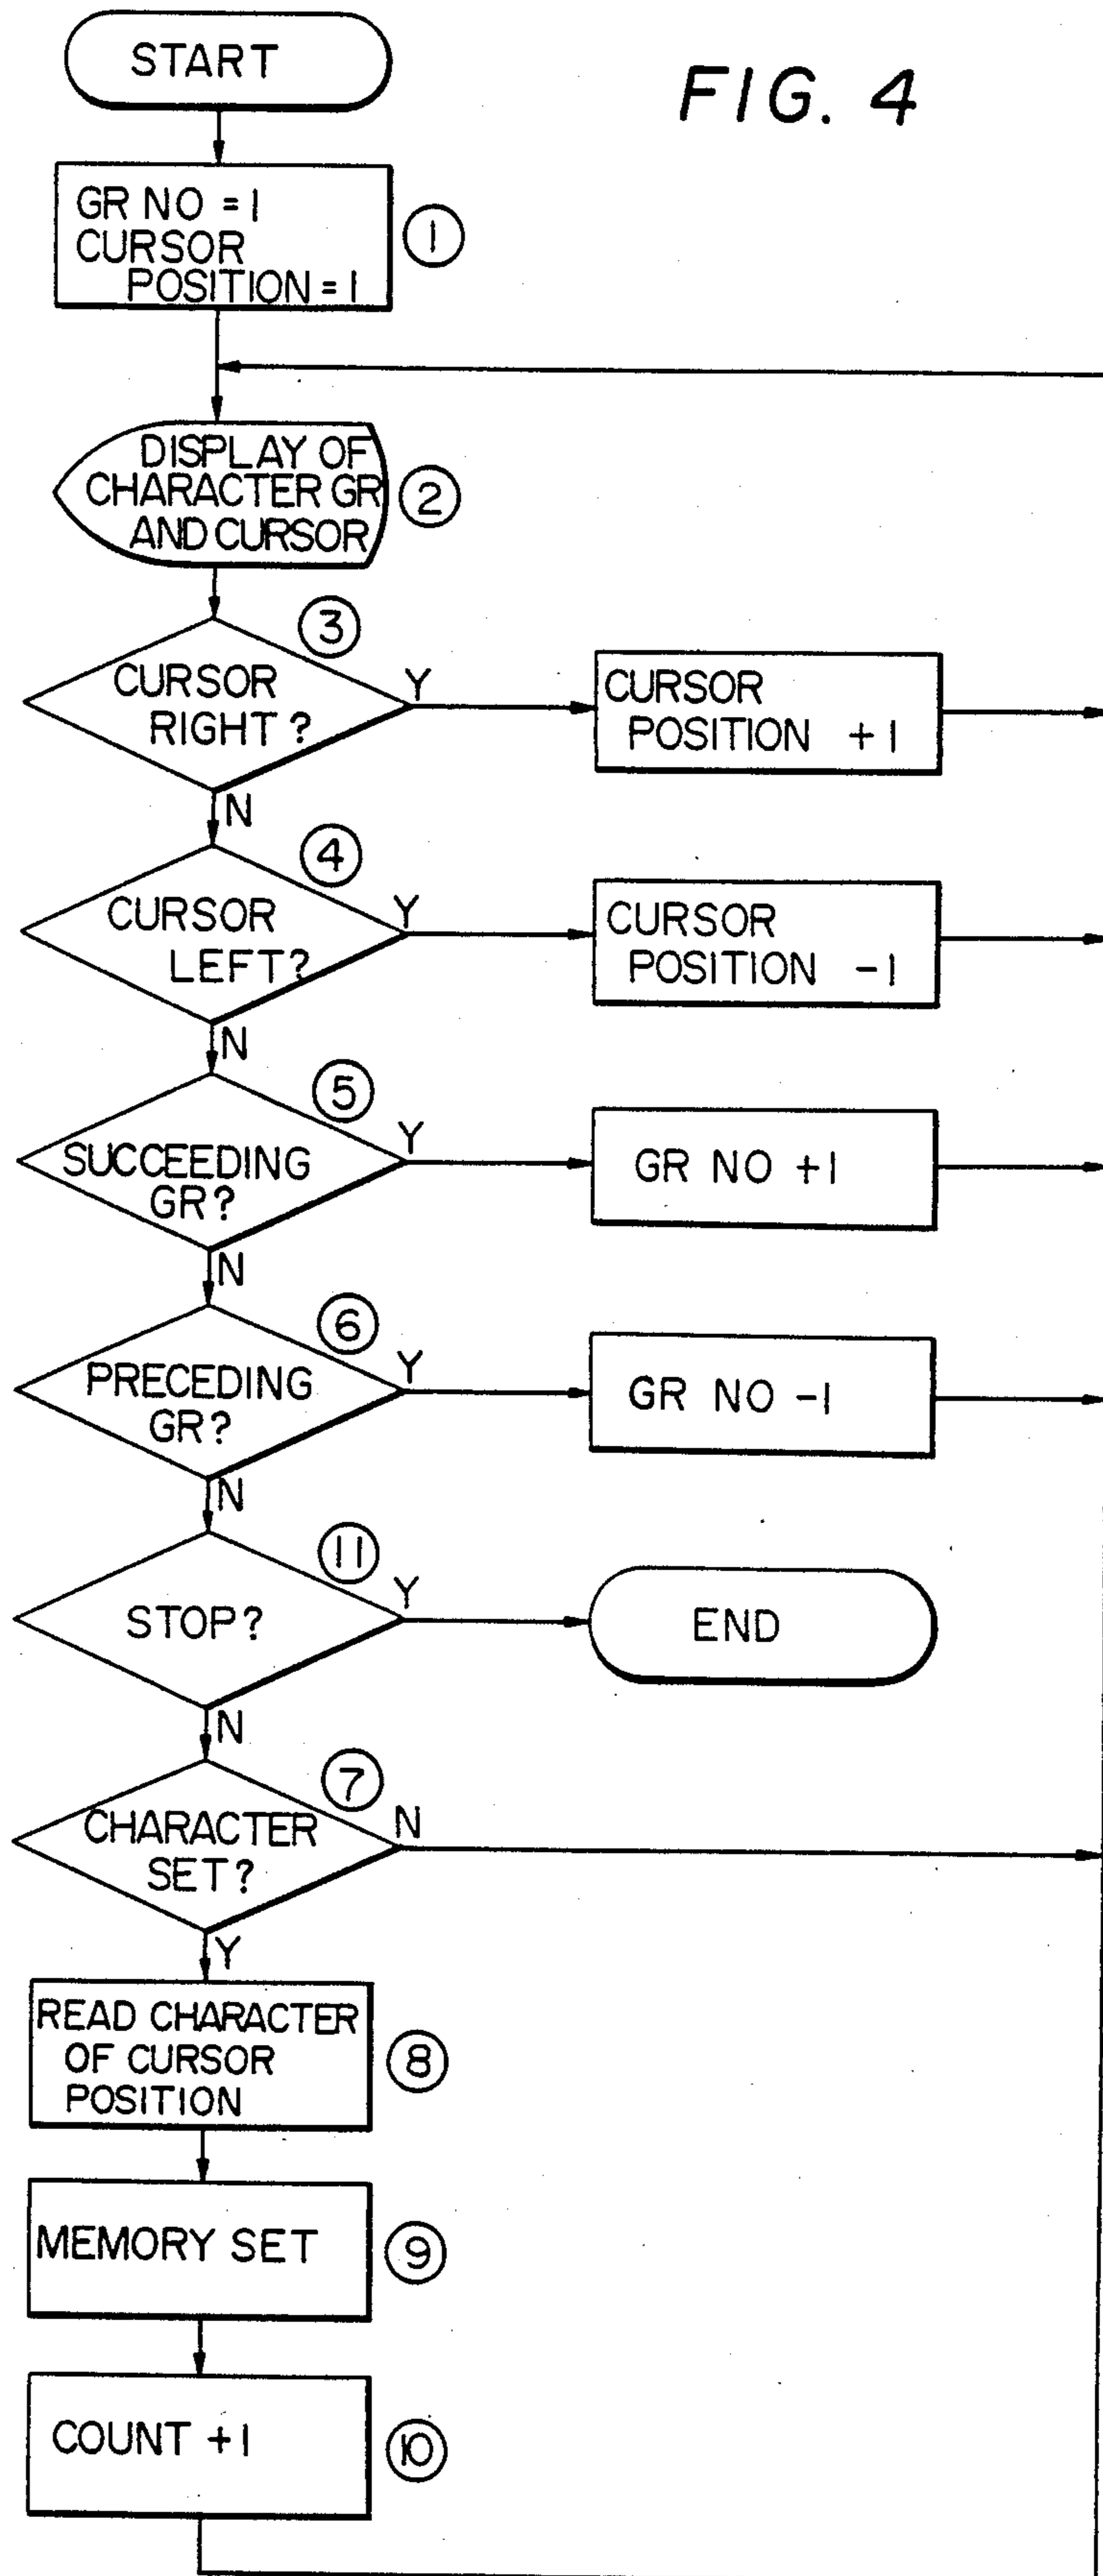 START
FIG. 4
GR NO = 1
CURSOR
POSITION = 1
①
DISPLAY OF
CHARACTER GR
AND CURSOR
②
③
CURSOR
RIGHT ?
Y
N
CURSOR
POSITION +1
④
CURSOR
LEFT?
Y
N
CURSOR
POSITION -1
⑤
SUCCEEDING
GR?
Y
N
GR NO +1
⑥
PRECEDING
GR?
Y
N
GR NO -1
⑪
STOP?
Y
N
END
⑦
CHARACTER
SET?
N
Y
READ CHARACTER
OF CURSOR
POSITION
⑧
MEMORY SET
⑨
COUNT +1
⑩